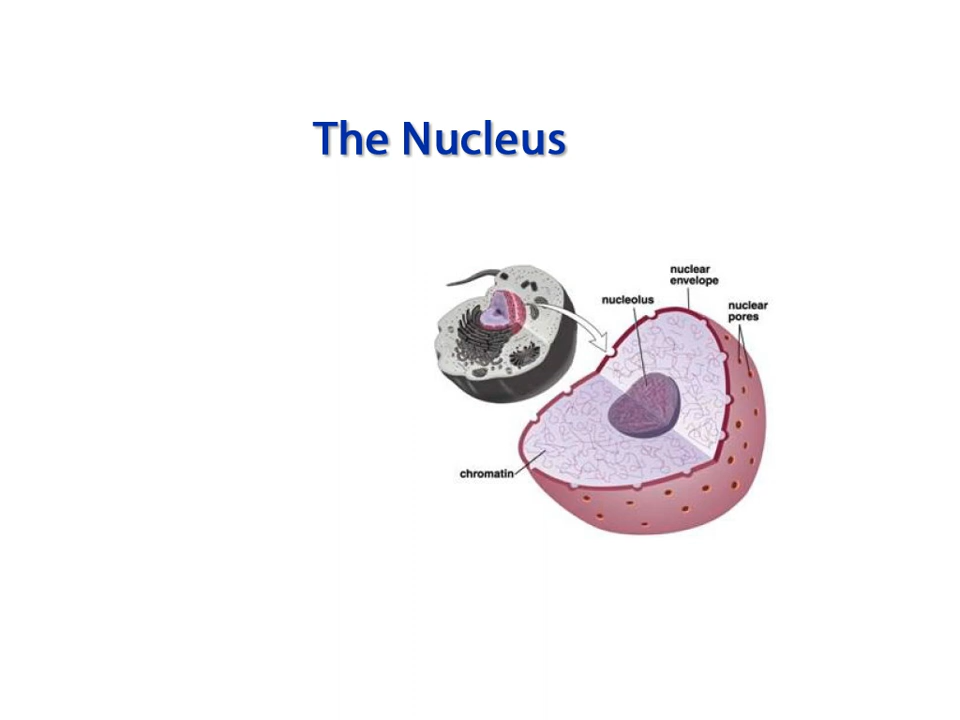 The Nucleus
nuclear
envelope
nucleolus
nuclear
pores
chromatin